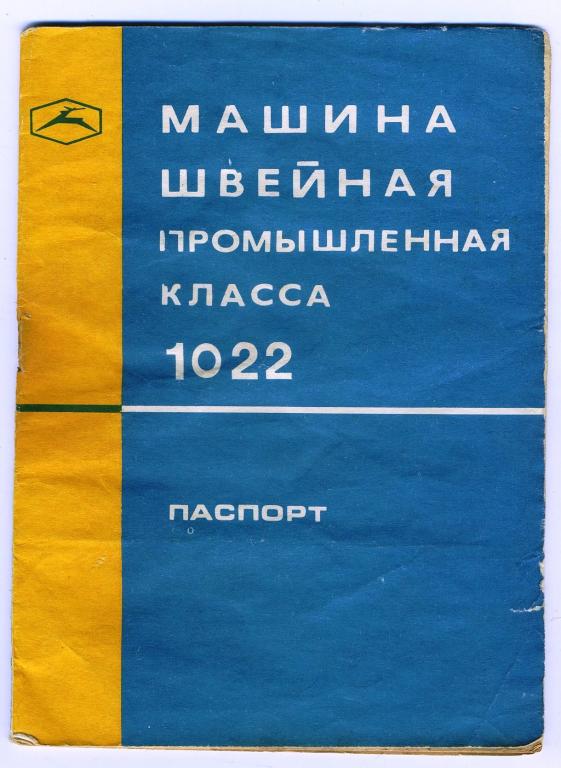 МАШИНА
ШВЕЙНАЯ
ПРОМЫШЛЕННАЯ
КЛАССА
1022
ПАСПОРТ